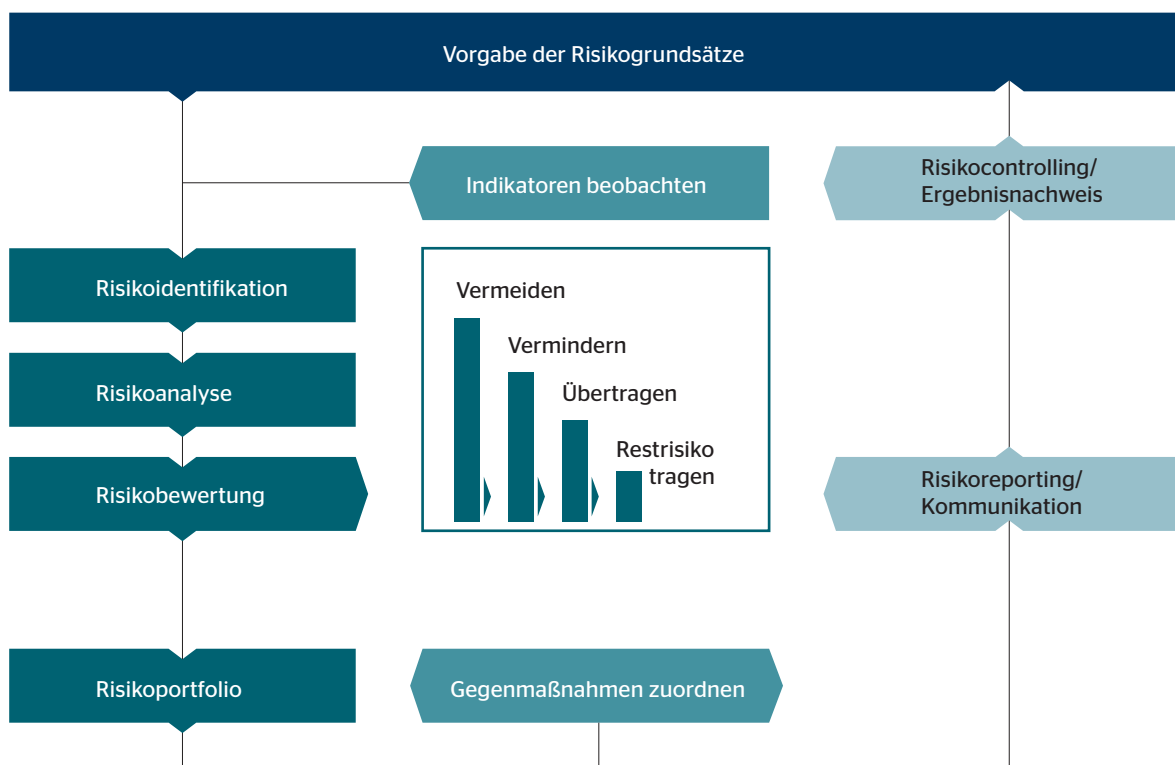 Vorgabe der Risikogrundsätze
Indikatoren beobachten
Risikocontrolling/
Ergebnisnachweis
Risikoidentifikation
Risikoanalyse
Risikobewertung
Vermeiden
Vermindern
Übertragen
Restrisiko
tragen
Risikoreporting/
Kommunikation
Risikoportfolio
Gegenmaßnahmen zuordnen